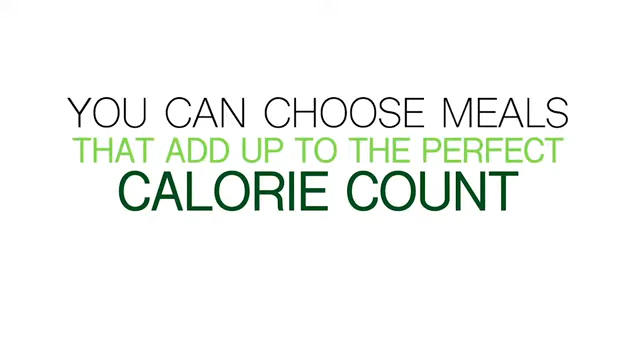 YOU CAN CHOOSE MEALS
THAT ADD UP TO THE PERFECT
CALORIE COUNT